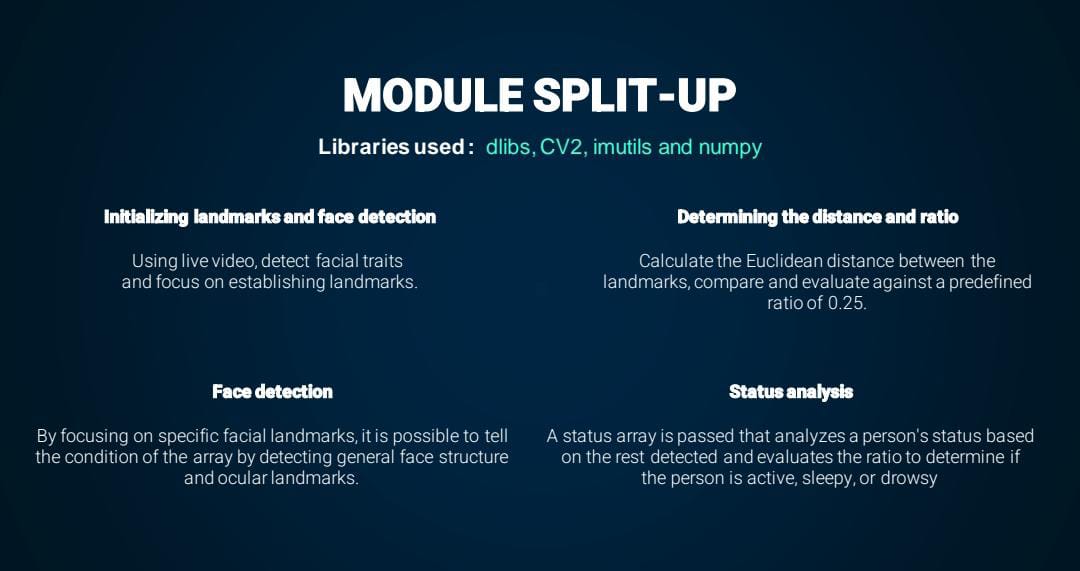 MODULE SPLIT-UP
Libraries used : dlibs, CV2, imutils and numpy
Initializing landmarks and face detection
Using live video, detect facial traits
and focus on establishing landmarks.
Determining the distance and ratio
Calculate the Euclidean distance between the
landmarks, compare and evaluate against a predefined
ratio of 0.25.
Face detection
By focusing on specific facial landmarks, it is possible to tell
the condition of the array by detecting general face structure
and ocular landmarks.
Status analysis
A status array is passed that analyzes a person's status based
on the rest detected and evaluates the ratio to determine if
the person is active, sleepy, or drowsy